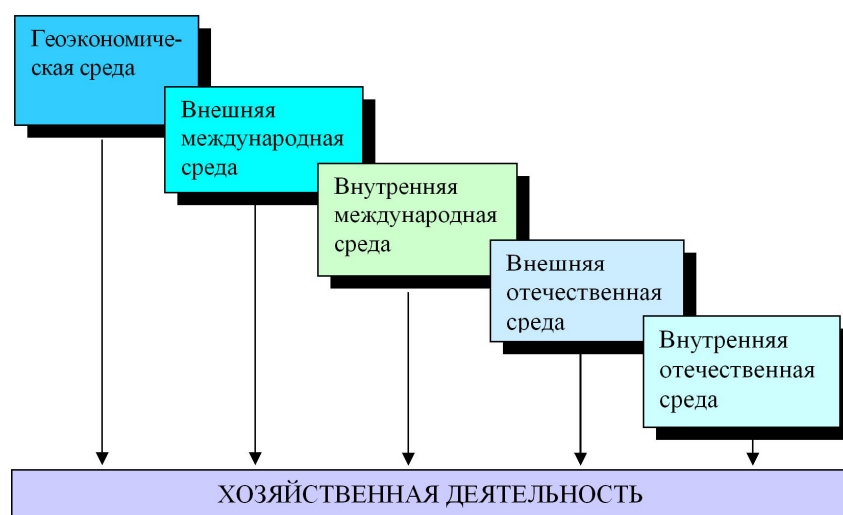 Геоэкономиче-
ская среда
Внешняя
международная
среда
Внутренняя
международная
среда
Внешняя
отечественная
среда
Внутренняя
отечественная
среда
ХОЗЯЙСТВЕННАЯ ДЕЯТЕЛЬНОСТЬ